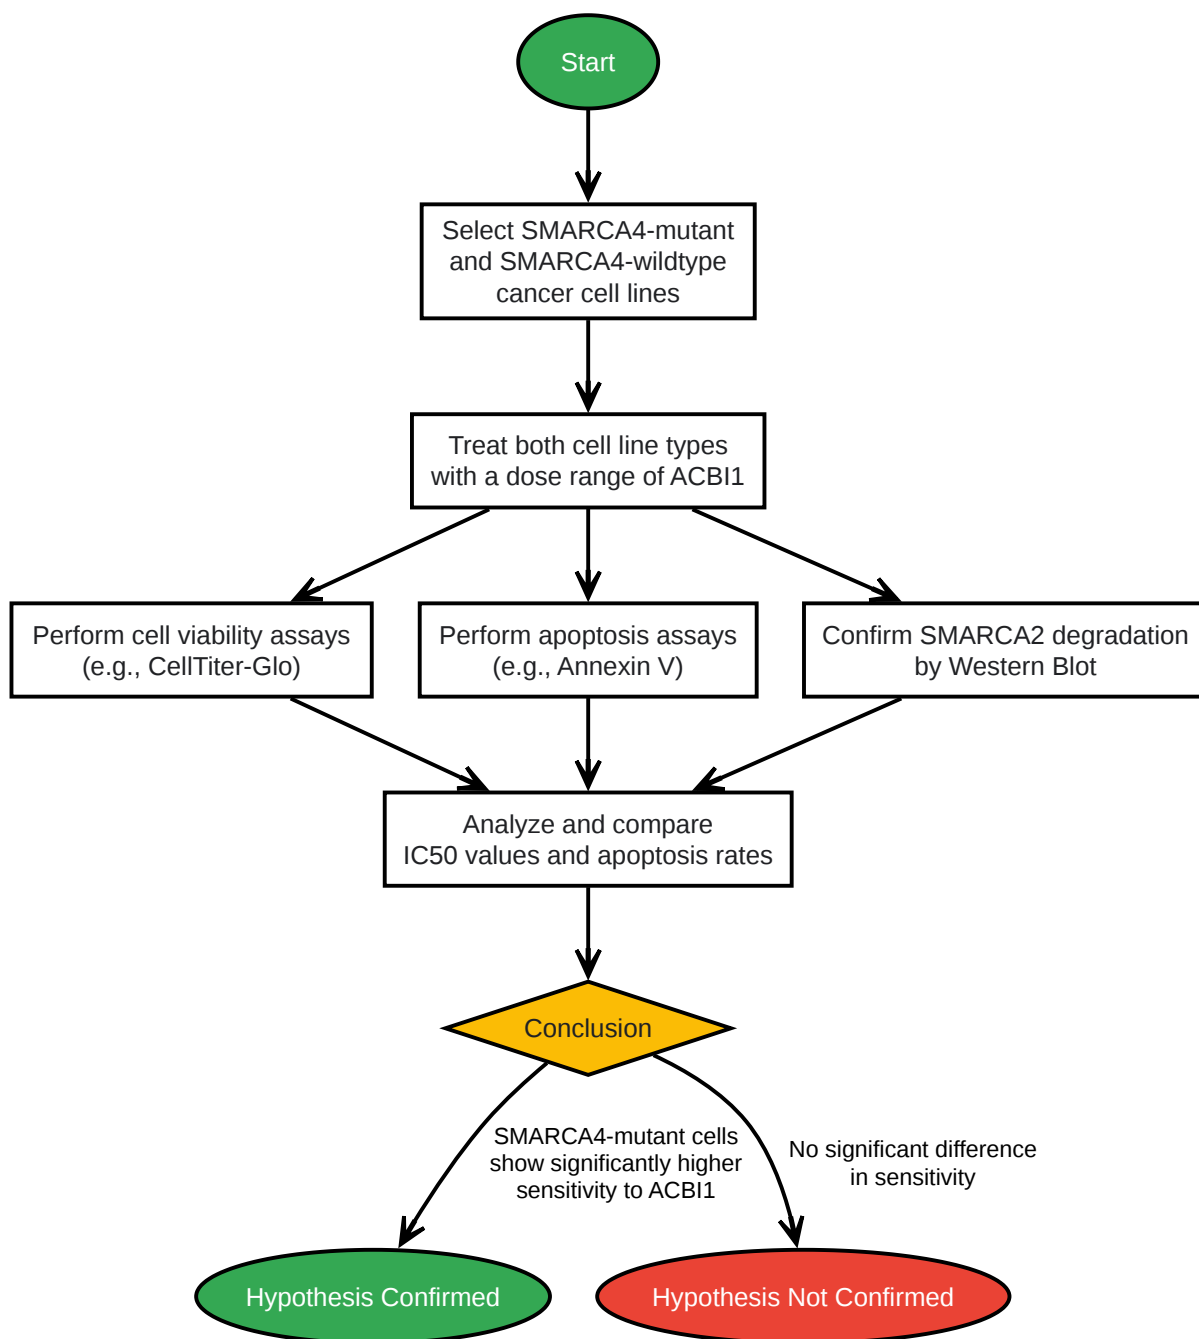 Start
Select SMARCA4-mutant
and SMARCA4-wildtype
cancer cell lines
Treat both cell line types
with a dose range of ACBI1
Perform cell viability assays
(e.g., CellTiter-Glo)
Perform apoptosis assays
(e.g., Annexin V)
Confirm SMARCA2 degradation
by Western Blot
Analyze and compare
IC50 values and apoptosis rates
Conclusion
SMARCA4-mutant cells
show significantly higher
sensitivity to ACBI1
No significant difference
in sensitivity
Hypothesis Confirmed
Hypothesis Not Confirmed